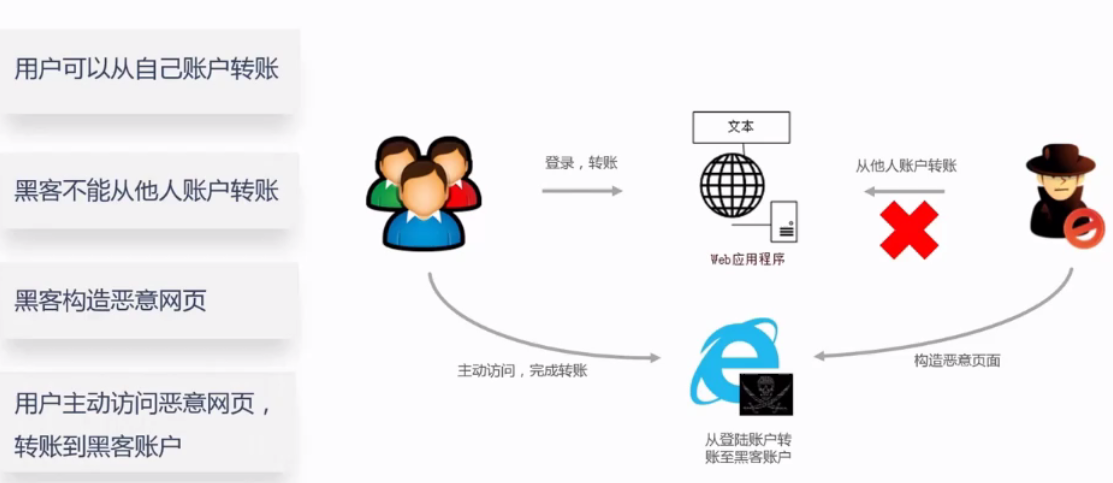 用户可以从自己账户转账
黑客不能从他人账户转账
黑客构造恶意网页
用户主动访问恶意网页，
转账到黑客账户
文本
登录，转账
从他人账户转账
Web应用程序
主动访问，完成转账
构造恶意页面
从登陆账户转
账至黑客账户